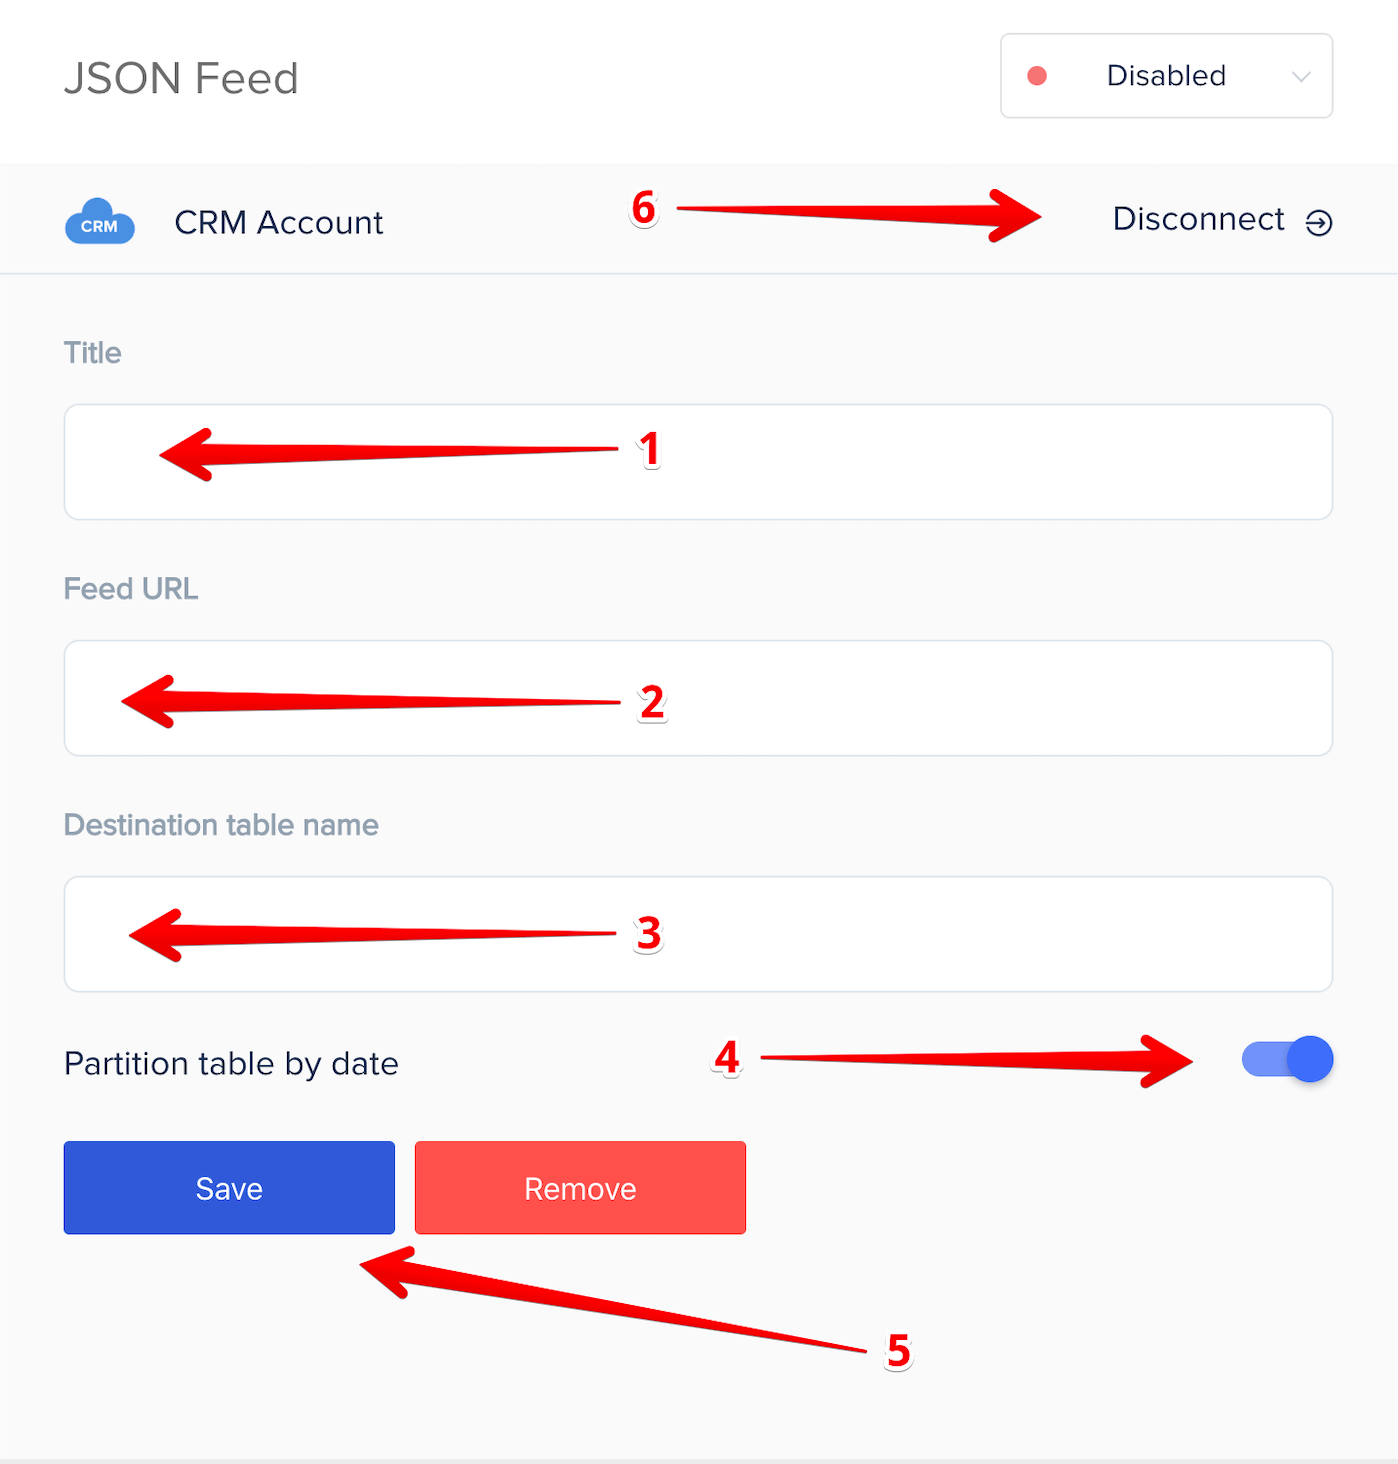 JSON Feed
Disabled
CRM
CRM Account
6
Disconnect
Title
1
Feed URL
2
Destination table name
3
Partition table by date
4
Save
Remove
5